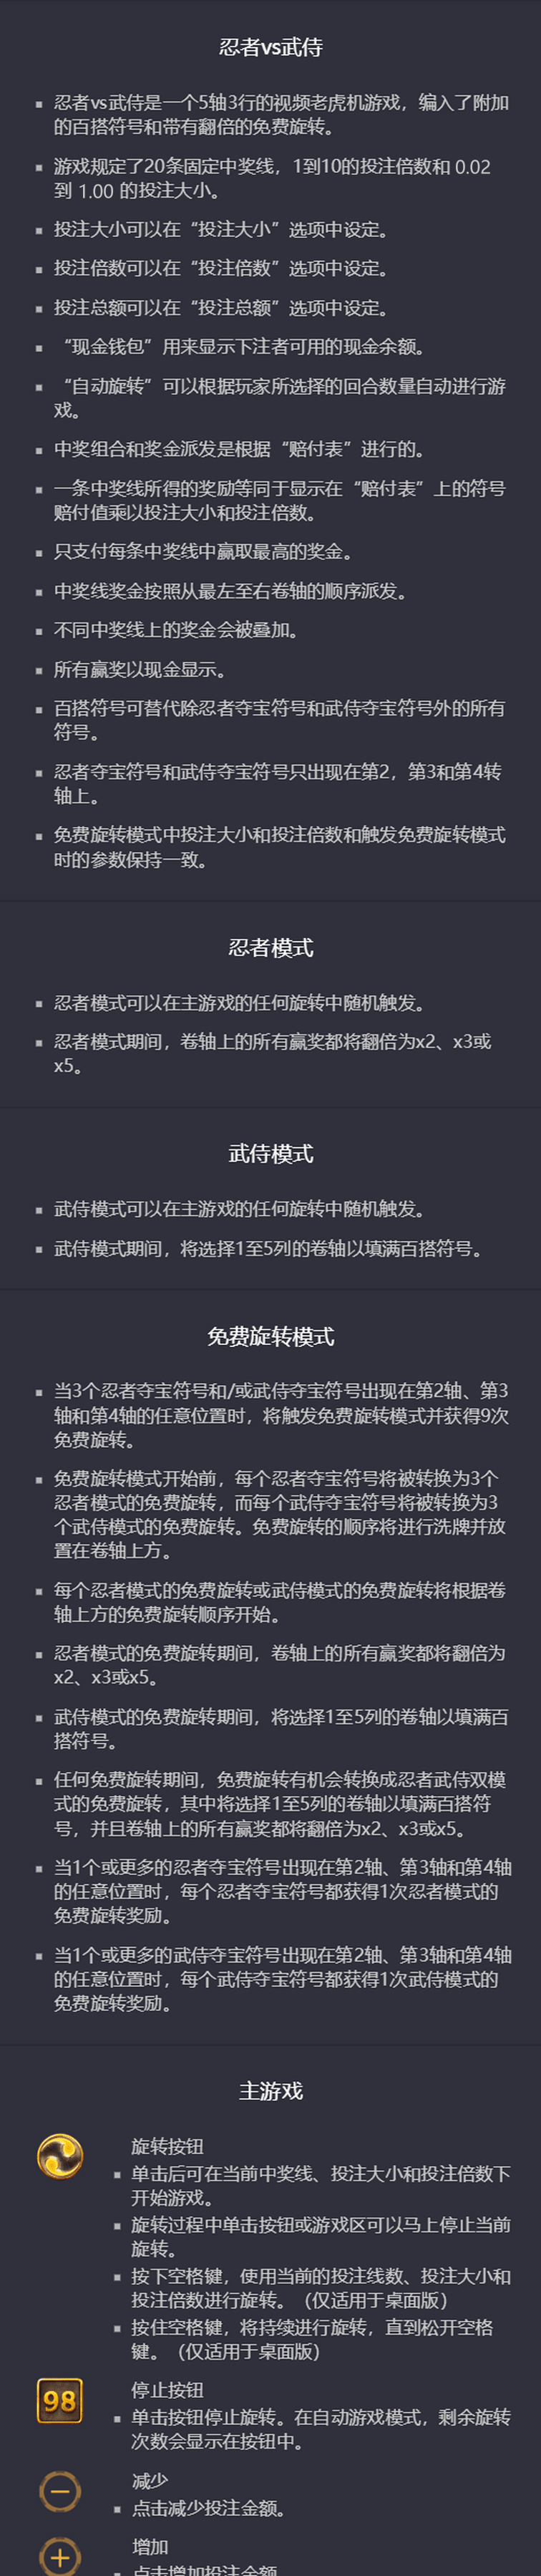 忍者vs武侍
忍者vs武侍是一个5轴3行的视频老虎机游戏，编入了附加
的百搭符号和带有翻倍的免费旋转。
游戏规定了20条固定中奖线，1到10的投注倍数和 0.02
到 1.00 的投注大小。
投注大小可以在“投注大小”选项中设定。
投注倍数可以在“投注倍数”选项中设定。
投注总额可以在“投注总额”选项中设定。
“现金钱包”用来显示下注者可用的现金余额。
“自动旋转”可以根据玩家所选择的回合数量自动进行游
戏。
中奖组合和奖金派发是根据“赔付表”进行的。
一条中奖线所得的奖励等同于显示在“赔付表”上的符号
赔付值乘以投注大小和投注倍数。
只支付每条中奖线中赢取最高的奖金。
中奖线奖金按照从最左至右卷轴的顺序派发。
不同中奖线上的奖金会被叠加。
所有赢奖以现金显示。
百搭符号可替代除忍者夺宝符号和武侍夺宝符号外的所有
符号。
忍者夺宝符号和武侍夺宝符号只出现在第2，第3和第4转
轴上。
免费旋转模式中投注大小和投注倍数和触发免费旋转模式
时的参数保持一致。
忍者模式
忍者模式可以在主游戏的任何旋转中随机触发。
忍者模式期间，卷轴上的所有赢奖都将翻倍为x2、x3或
x5。
武侍模式
武侍模式可以在主游戏的任何旋转中随机触发。
武侍模式期间，将选择1至5列的卷轴以填满百搭符号。
免费旋转模式
当3个忍者夺宝符号和/或武侍夺宝符号出现在第2轴、第3
轴和第4轴的任意位置时，将触发免费旋转模式并获得9次
免费旋转。
免费旋转模式开始前，每个忍者夺宝符号将被转换为3个
忍者模式的免费旋转，而每个武侍夺宝符号将被转换为3
个武侍模式的免费旋转。免费旋转的顺序将进行洗牌并放
置在卷轴上方。
每个忍者模式的免费旋转或武侍模式的免费旋转将根据卷
轴上方的免费旋转顺序开始。
忍者模式的免费旋转期间，卷轴上的所有赢奖都将翻倍为
x2、x3或x5。
武侍模式的免费旋转期间，将选择1至5列的卷轴以填满百
搭符号。
任何免费旋转期间，免费旋转有机会转换成忍者武侍双模
式的免费旋转，其中将选择1至5列的卷轴以填满百搭符
号，并且卷轴上的所有赢奖都将翻倍为x2、x3或x5。
当1个或更多的忍者夺宝符号出现在第2轴、第3轴和第4轴
的任意位置时，每个忍者夺宝符号都获得1次忍者模式的
免费旋转奖励。
当1个或更多的武侍夺宝符号出现在第2轴、第3轴和第4轴
的任意位置时，每个武侍夺宝符号都获得1次武侍模式的
免费旋转奖励。
主游戏
旋转按钮
单击后可在当前中奖线、投注大小和投注倍数下
开始游戏。
旋转过程中单击按钮或游戏区可以马上停止当前
旋转。
按下空格键，使用当前的投注线数、投注大小和
投注倍数进行旋转。（仅适用于桌面版）
按住空格键，将持续进行旋转，直到松开空格
键。（仅适用于桌面版）
98
停止按钮
单击按钮停止旋转。在自动游戏模式，剩余旋转
次数会显示在按钮中。
减少
点击减少投注金额。
增加
点击增加投注金额